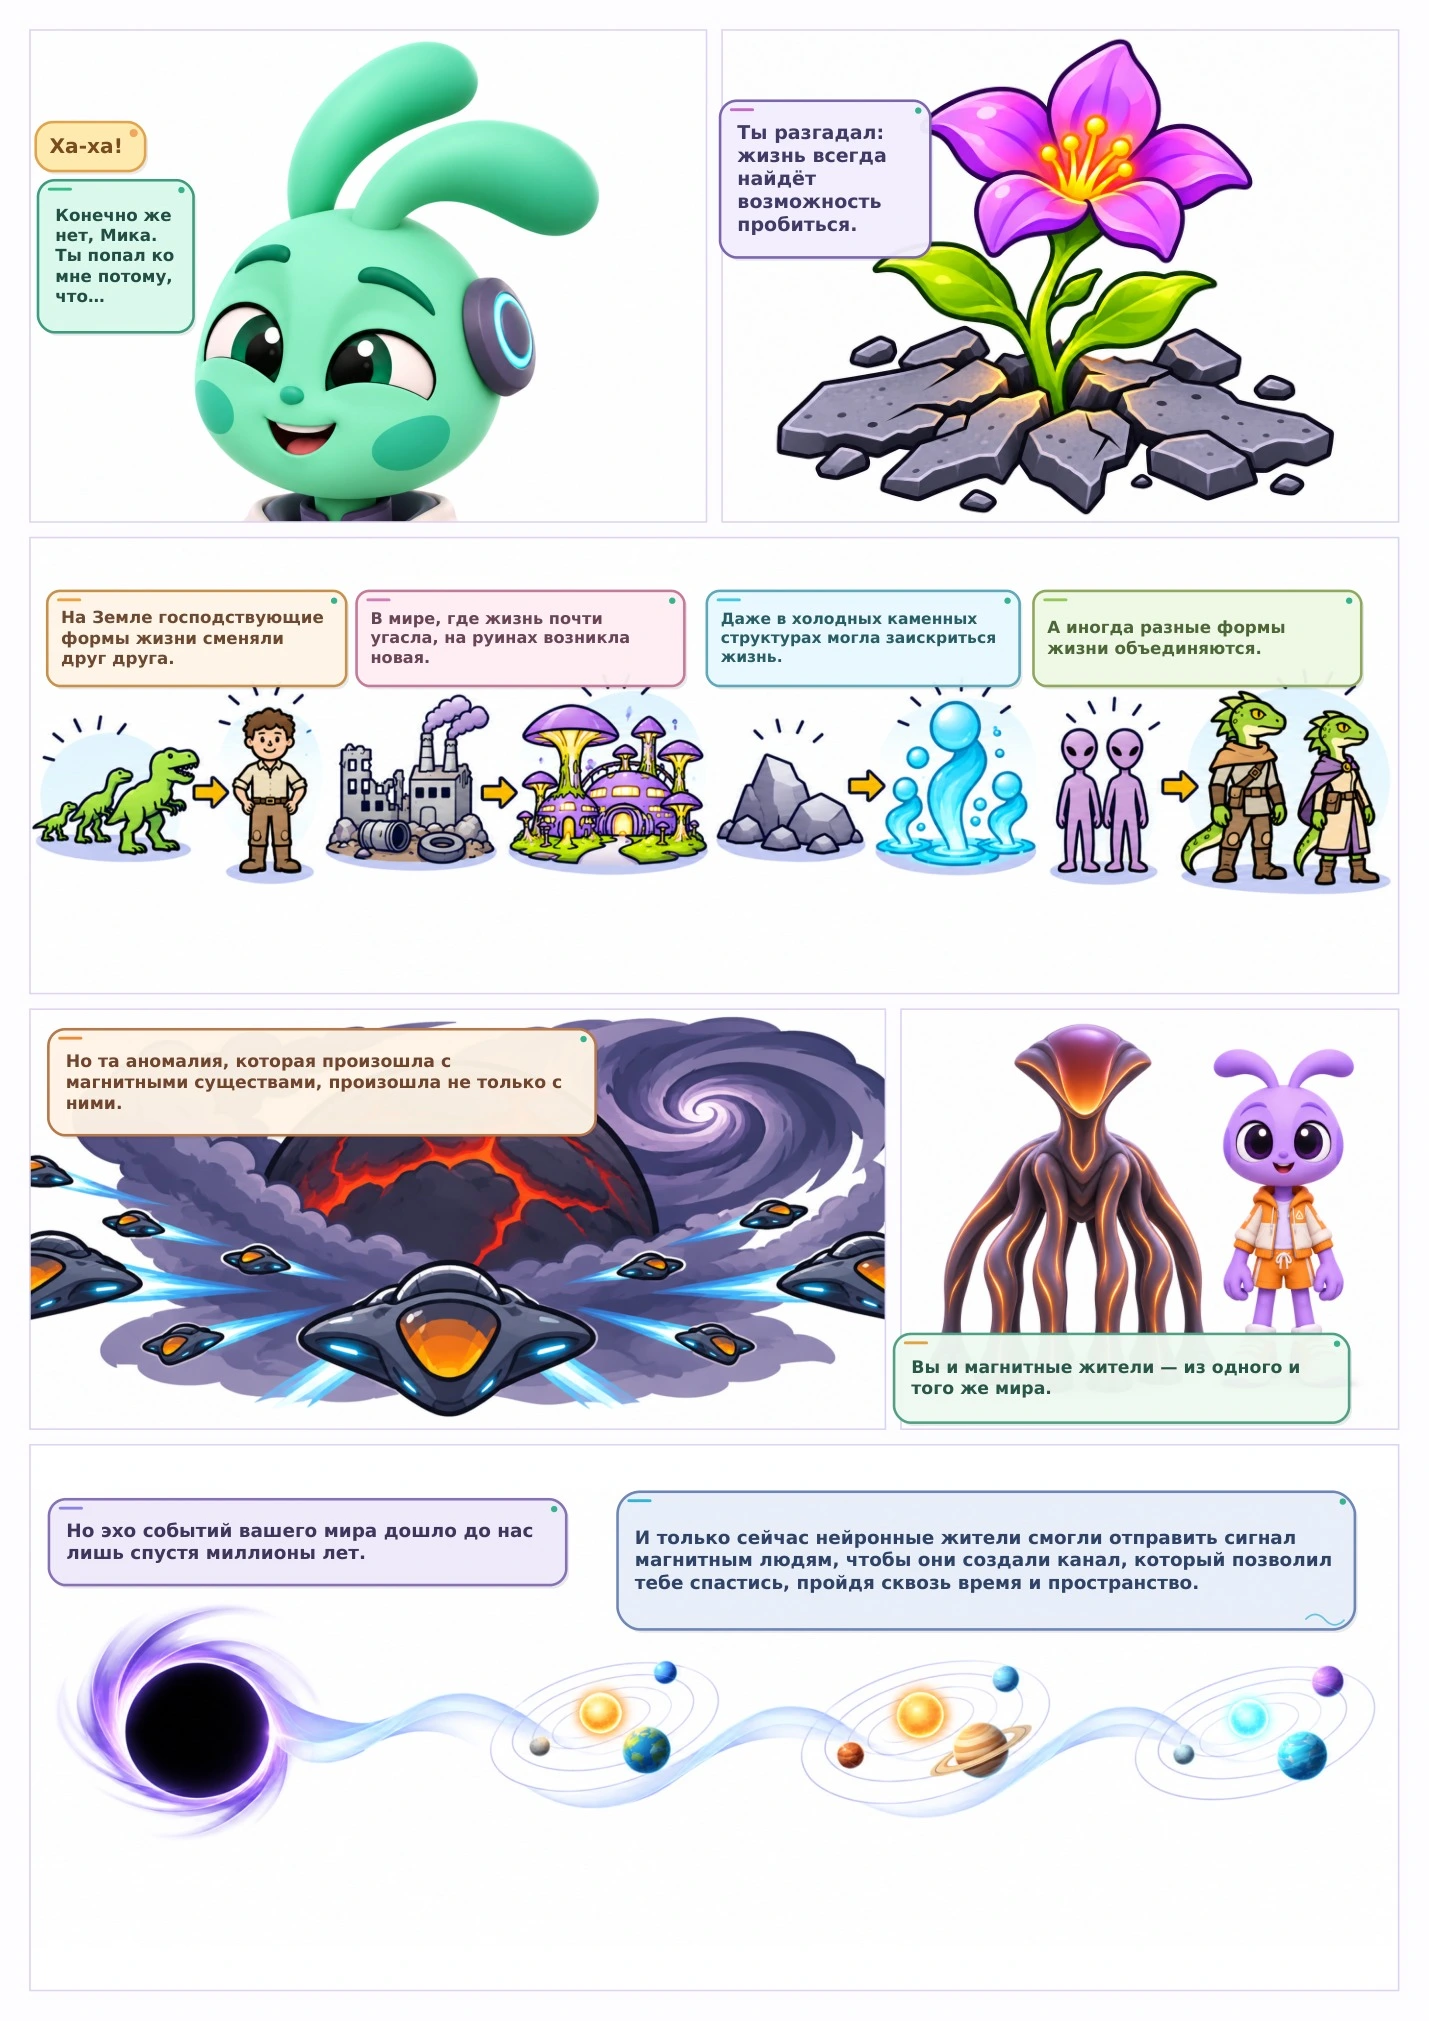 Ха-ха!
Конечно же
нет, Мика.
Ты попал ко
мне потому,
что...
Ты разгадал:
жизнь всегда
найдёт
возможность
пробиться.
На Земле господствующие
формы жизни сменяли
друг друга.
В мире, где жизнь почти
угасла, на руинах возникла
новая.
Даже в холодных каменных
структурах могла заискриться
жизнь.
А иногда разные формы
жизни объединяются.
Но та аномалия, которая произошла с
магнитными существами, произошла не только с
ними.
Вы и магнитные жители — из одного и
того же мира.
Но эхо событий вашего мира дошло до нас
лишь спустя миллионы лет.
И только сейчас нейронные жители смогли отправить сигнал
магнитным людям, чтобы они создали канал, который позволил
тебе спастись, пройдя сквозь время и пространство.